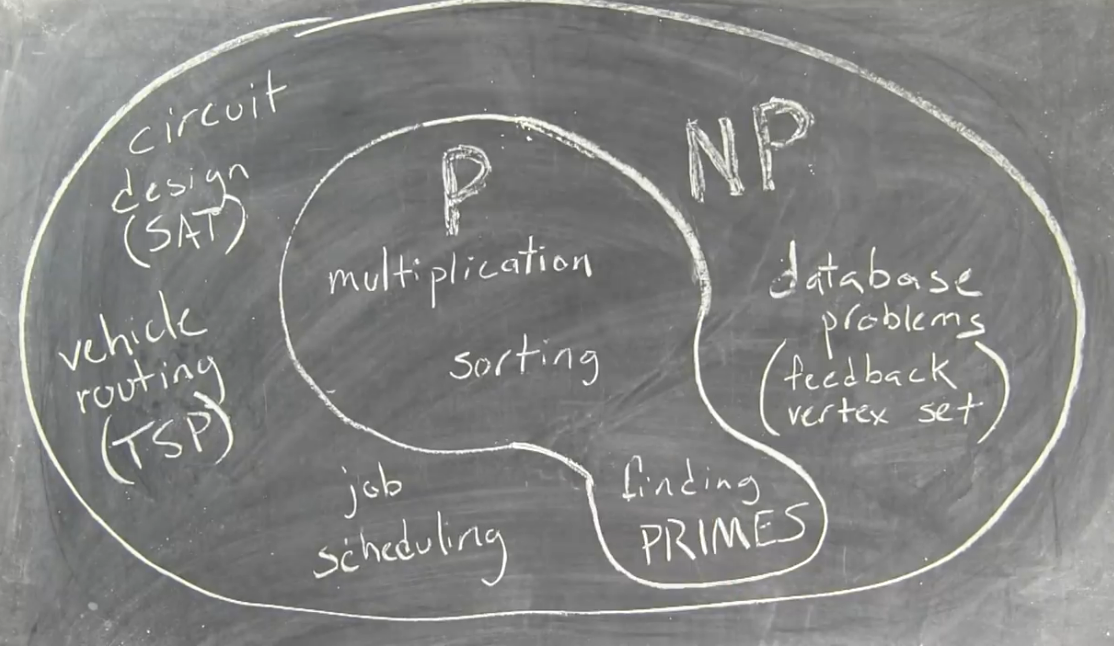 circuit
design
(SAT)
NP
P
multiplication
sorting
vehicle
routing
(TSP)
database
problems
(feedback
vertex set)
job
scheduling
finding
PRIMES